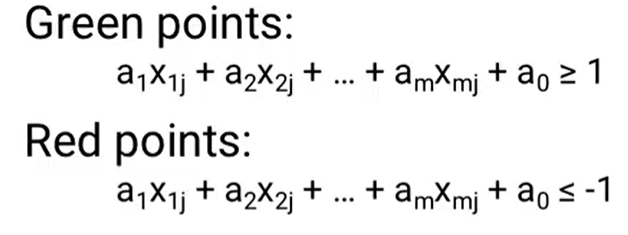 Green points:
a₁x₁ⱼ + a₂x₂ⱼ + ... + aₘxₘⱼ + a₀ ≥ 1
Red points:
a₁x₁ⱼ + a₂x₂ⱼ + ... + aₘxₘⱼ + a₀ ≤ -1